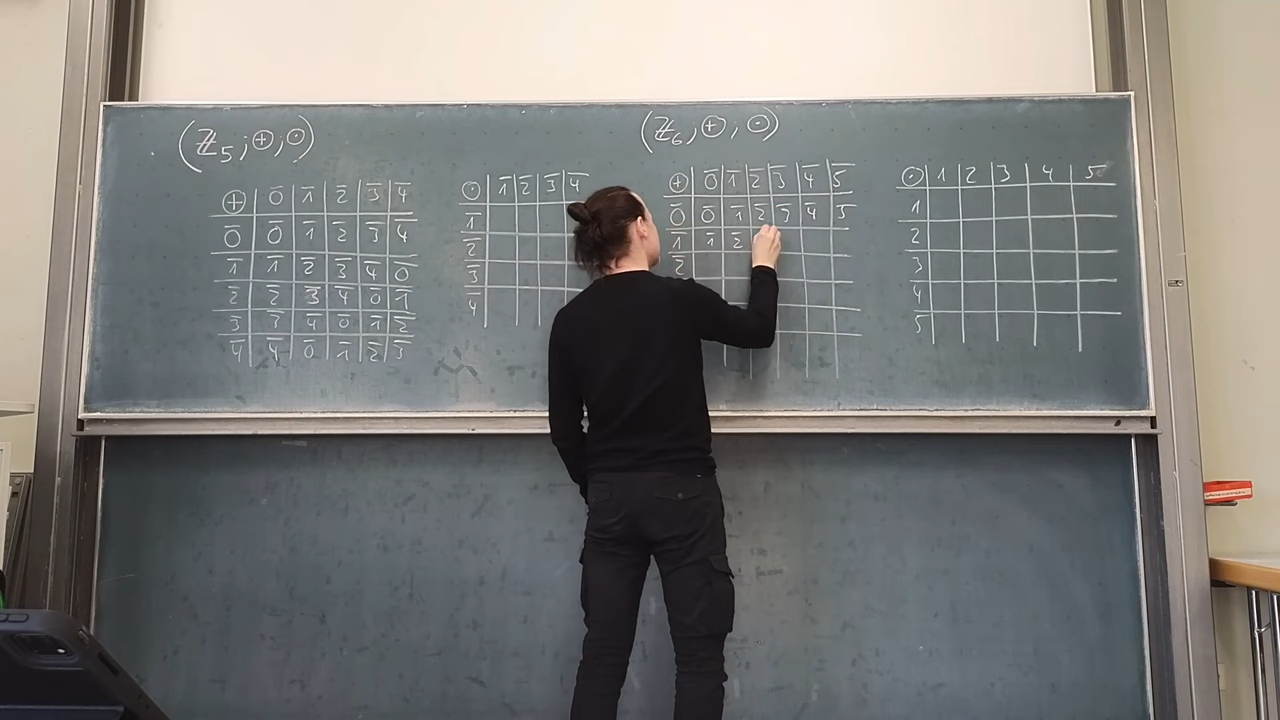 (ℤ₅,⊕,⊙)
⊕ 0̅ 1̅ 2̅ 3̅ 4̅
0̅ 0̅ 1̅ 2̅ 3̅ 4̅
1̅ 1̅ 2̅ 3̅ 4̅ 0̅
2̅ 2̅ 3̅ 4̅ 0̅ 1̅
3̅ 3̅ 4̅ 0̅ 1̅ 2̅
4̅ 4̅ 0̅ 1̅ 2̅ 3̅
⊙ 1̅ 2̅ 3̅ 4̅
1̅
2̅
3̅
4̅
(ℤ₆,⊕,⊙)
⊕ 0̅ 1̅ 2̅ 3̅ 4̅ 5̅
0̅ 0̅ 1̅ 2̅ 3̅ 4̅ 5̅
1̅ 1̅ 2̅
2̅
⊙ 1 2 3 4 5
1
2
3
4
5